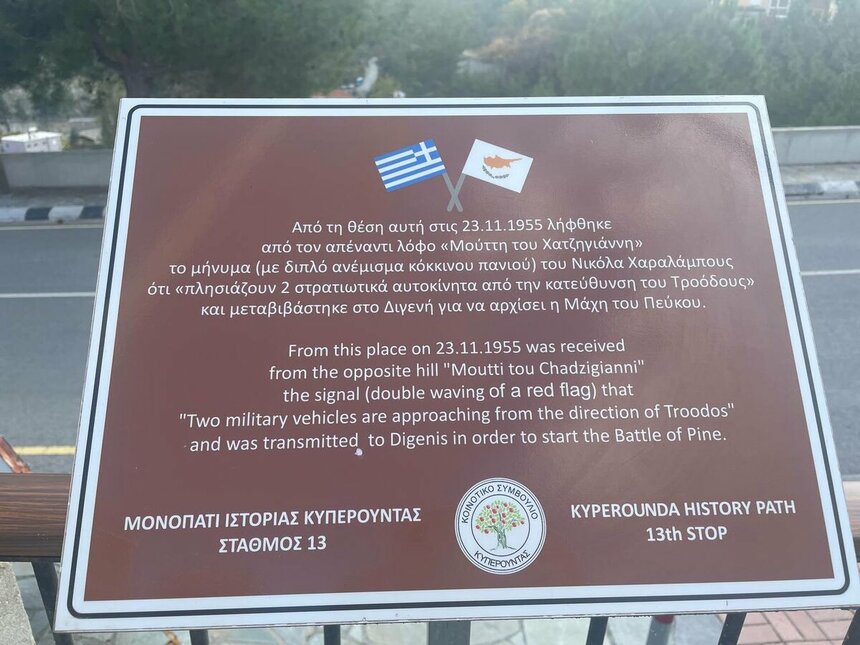 Από τη θέση αυτή στις 23.11.1955 λήφθηκε
από τον απέναντι λόφο «Μούττη του Χατζηγιάννη»
το μήνυμα (με διπλό ανέμισμα κόκκινου πανιού) του Νικόλα Χαραλάμπους
ότι «πλησιάζουν 2 στρατιωτικά αυτοκίνητα από την κατεύθυνση του Τροόδους»
και μεταβιβάστηκε στο Διγενή για να αρχίσει η Μάχη του Πεύκου.
From this place on 23.11.1955 was received
from the opposite hill "Moutti tou Chadzigianni"
the signal (double waving of a red flag) that
"Two military vehicles are approaching from the direction of Troodos"
and was transmitted to Digenis in order to start the Battle of Pine.
ΜΟΝΟΠΑΤΙ ΙΣΤΟΡΙΑΣ ΚΥΠΕΡΟΥΝΤΑΣ
ΣΤΑΘΜΟΣ 13
ΚΟΙΝΟΤΙΚΟ ΣΥΜΒΟΥΛΙΟ
ΚΥΠΕΡΟΥΝΤΑΣ
KYPEROUNDA HISTORY PATH
13th STOP